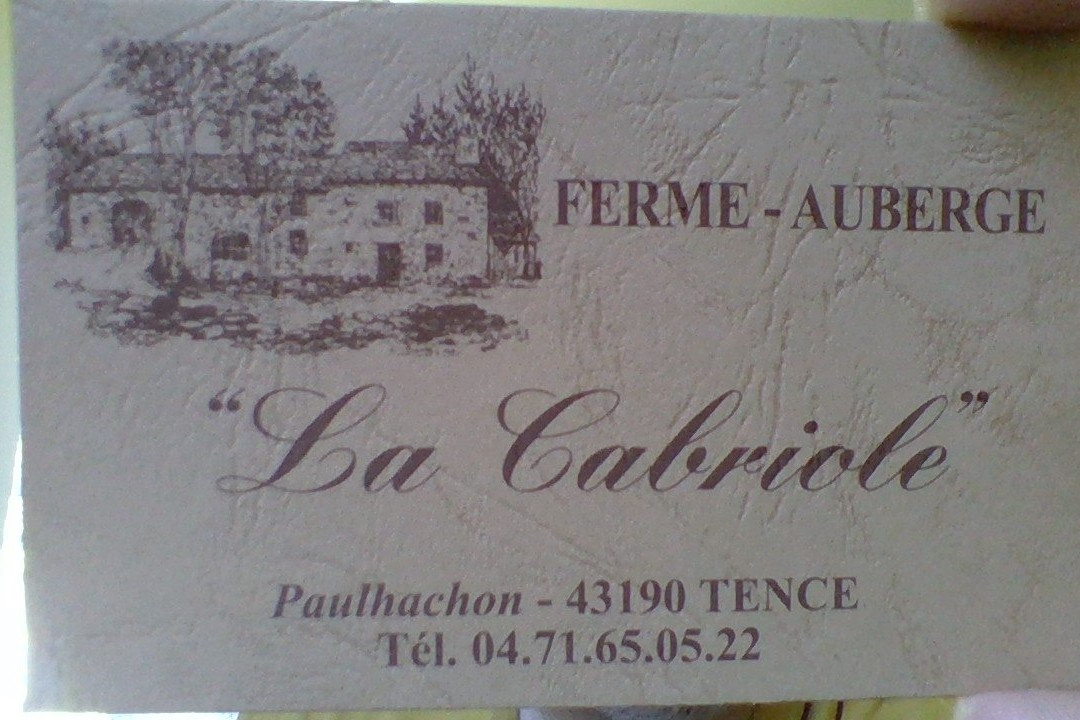 FERME - AUBERGE
“La Cabriole”
Paulhachon - 43190 TENCE
Tél. 04.71.65.05.22